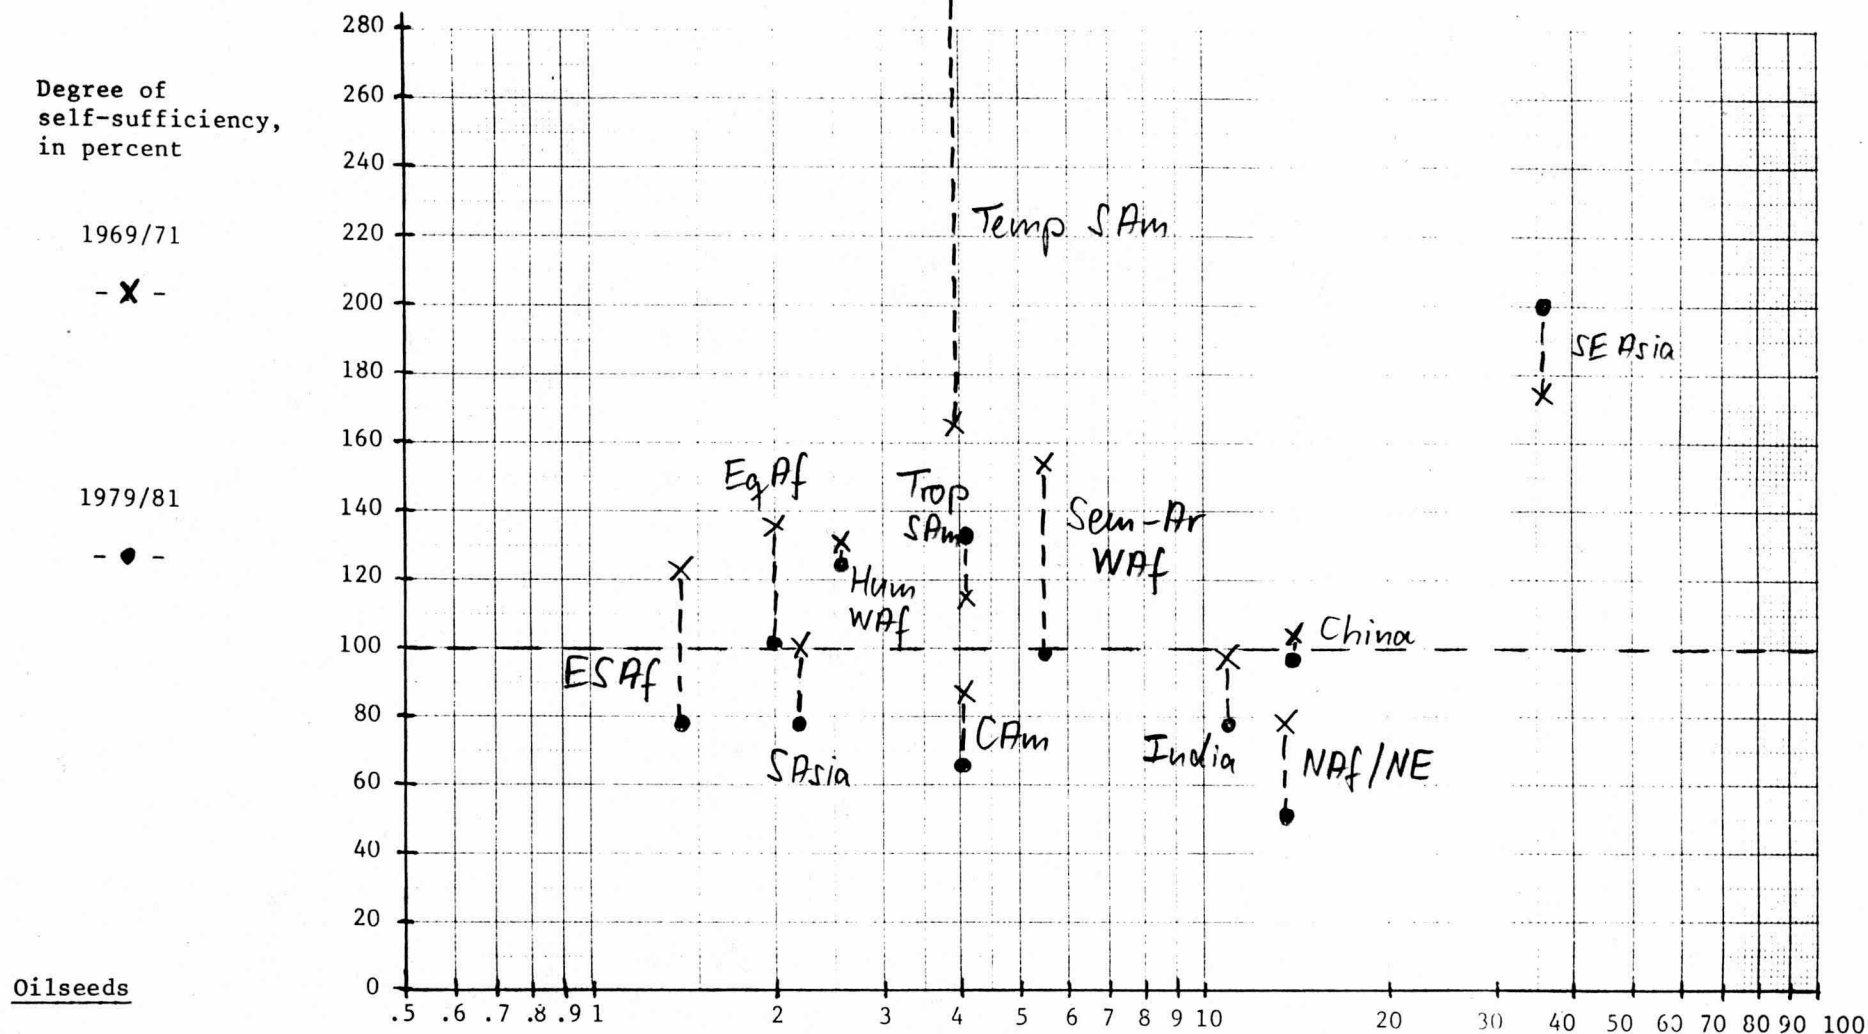 Degree of
self-sufficiency,
in percent
1969/71
- X -
1979/81
- ● -
Oilseeds
280
260
240
220
200
180
160
140
120
100
80
60
40
20
0
Temp SAm
SE Asia
Eq Af
Trop
SAm
Sem-Ar
WAf
Hum
WAf
China
ESAf
CAm
India
NAf/NE
SAsia
.5 .6 .7 .8 .9 1 2 3 4 5 6 7 8 9 10 20 30 40 50 60 70 80 90 100